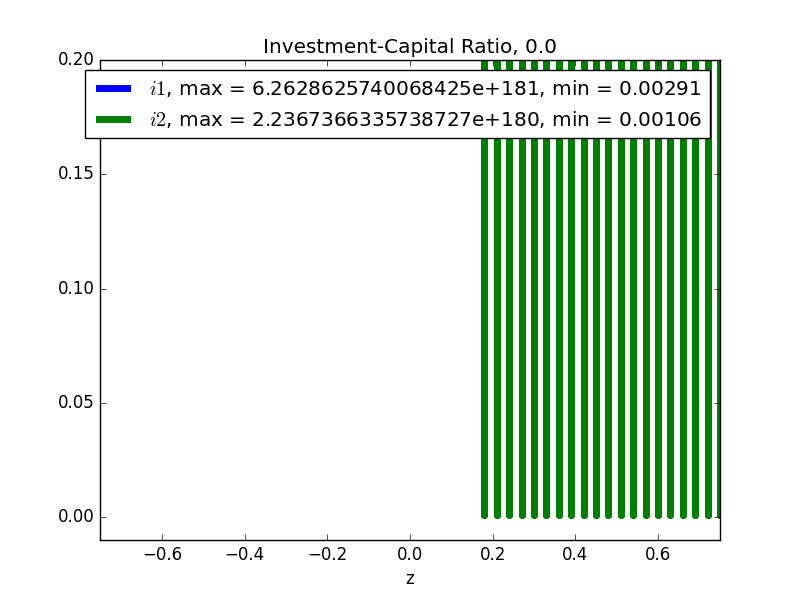 Investment-Capital Ratio, 0.0
0.20
i1, max = 6.2628625740068425e+181, min = 0.00291
i2, max = 2.2367366335738727e+180, min = 0.00106
0.15
0.10
0.05
0.00
−0.6 −0.4 −0.2 0.0 0.2 0.4 0.6
z